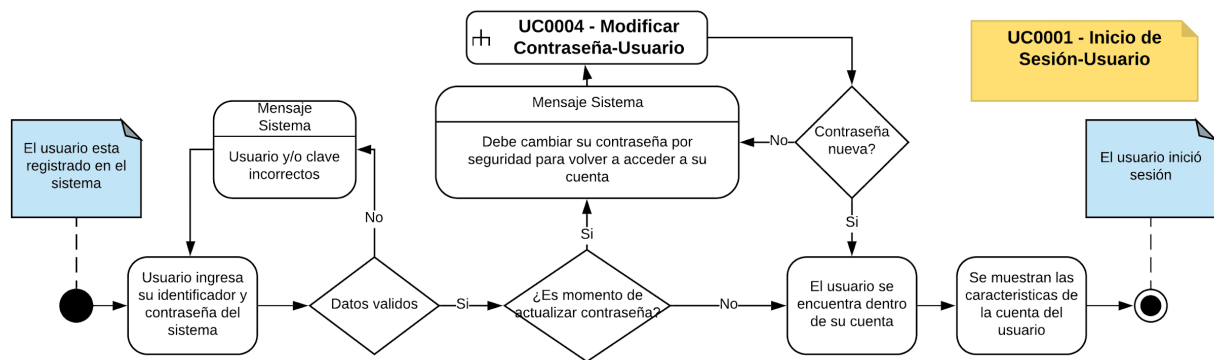 UC0004 - Modificar
Contraseña-Usuario
UC0001 - Inicio de
Sesión-Usuario
Mensaje
Sistema
Usuario y/o clave
incorrectos
Mensaje Sistema
Debe cambiar su contraseña por
seguridad para volver a acceder a su
cuenta
No
Contraseña
nueva?
El usuario esta
registrado en el
sistema
El usuario inició
sesión
No
Si
Si
Usuario ingresa
su identificador y
contraseña del
sistema
Datos validos
Si
¿Es momento de
actualizar contraseña?
No
El usuario se
encuentra dentro
de su cuenta
Se muestran las
caracteristicas de
la cuenta del
usuario